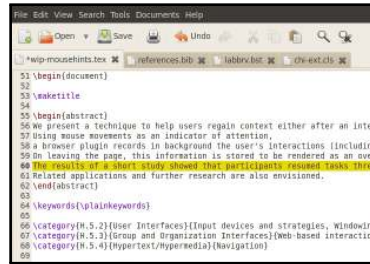 File Edit View Search Tools Documents Help
Open Save Undo
*wip-mousehints.tex references.bib labbrv.bst chi-ext.cls
51 \begin{document}
52
53 \maketitle
54
55 \begin{abstract}
56 We present a technique to help users regain context either after an inte
57 Using mouse movements as an indicator of attention,
58 a browser plugin records in background the user's interactions (includin
59 On leaving the page, this information is stored to be rendered as an ove
60 The results of a short study showed that participants resumed tasks thre
61 Related applications and further research are also envisioned.
62 \end{abstract}
63
64 \keywords{\plainkeywords}
65
66 \category{H.5.2}{User Interfaces}{Input devices and strategies, Windowin
67 \category{H.5.3}{Group and Organization Interfaces}{Web-based interactio
68 \category{H.5.4}{Hypertext/Hypermedia}{Navigation}
69